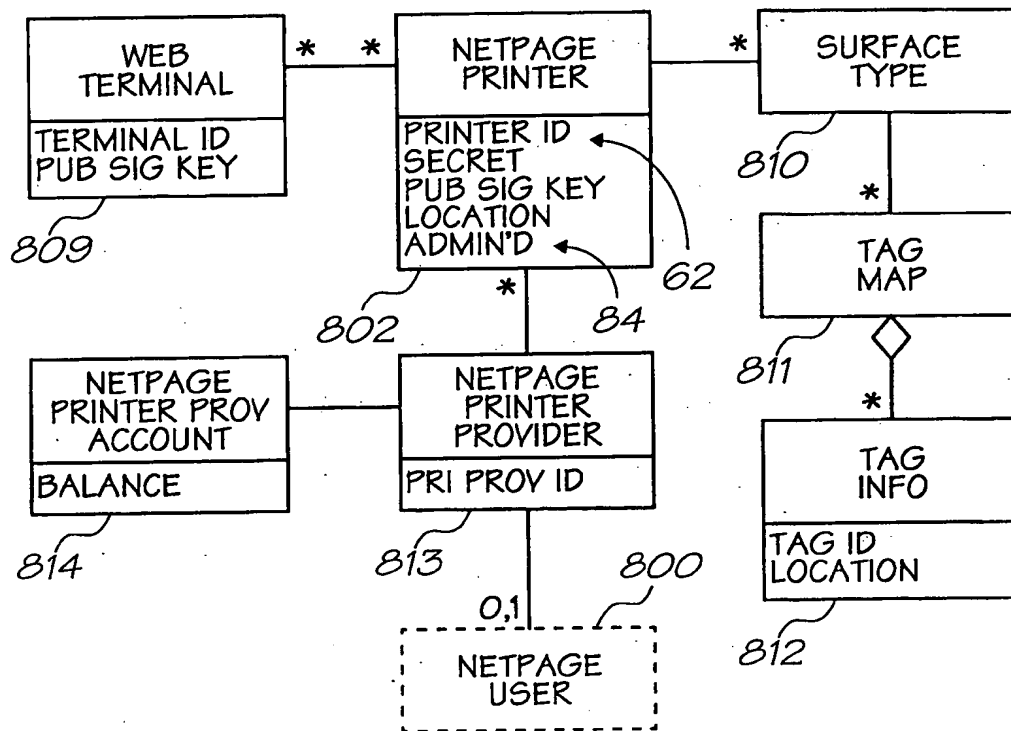 WEB
TERMINAL
TERMINAL ID
PUB SIG KEY
809
* *
NETPAGE
PRINTER
PRINTER ID
SECRET
PUB SIG KEY
LOCATION
ADMIN'D
802
62
84
*
SURFACE
TYPE
810
*
TAG
MAP
811
*
TAG
INFO
TAG ID
LOCATION
812
*
NETPAGE
PRINTER PROV
ACCOUNT
BALANCE
814
NETPAGE
PRINTER
PROVIDER
PRI PROV ID
813
800
0,1
NETPAGE
USER